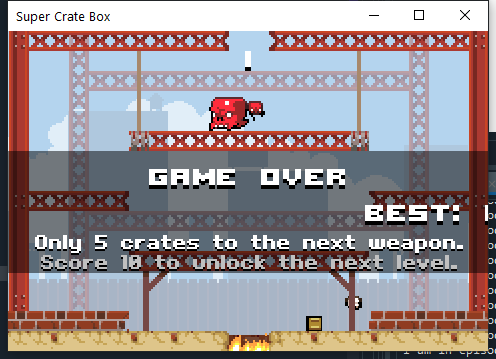 Super Crate Box
GAME OVER
BEST:
Only 5 crates to the next weapon.
Score 10 to unlock the next level.